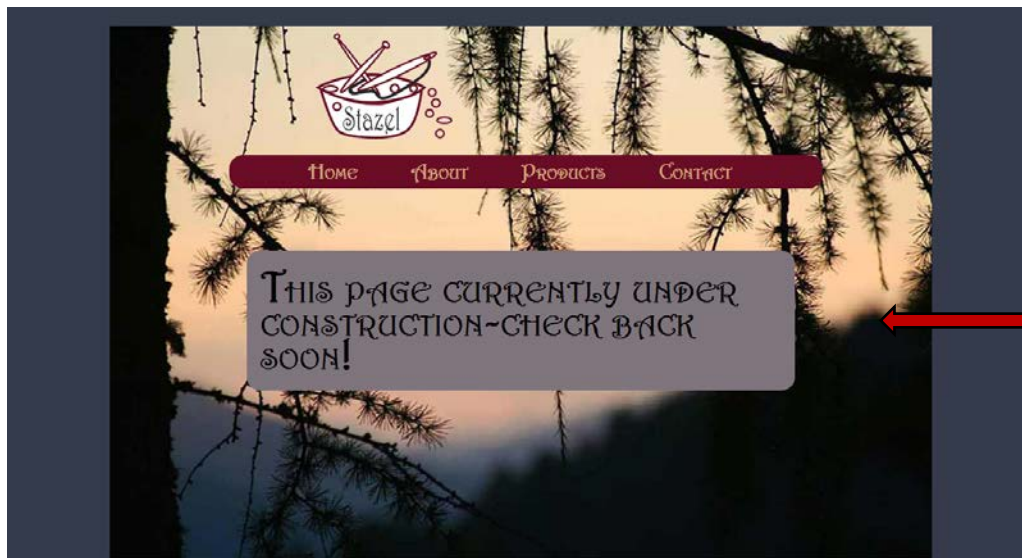 Stazel
Home About Products Contact
This page currently under
construction~check back
soon!